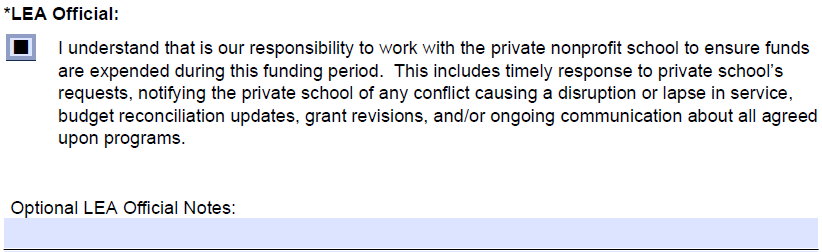 *LEA Official:
I understand that is our responsibility to work with the private nonprofit school to ensure funds
are expended during this funding period.  This includes timely response to private school's
requests, notifying the private school of any conflict causing a disruption or lapse in service,
budget reconciliation updates, grant revisions, and/or ongoing communication about all agreed
upon programs.
Optional LEA Official Notes: